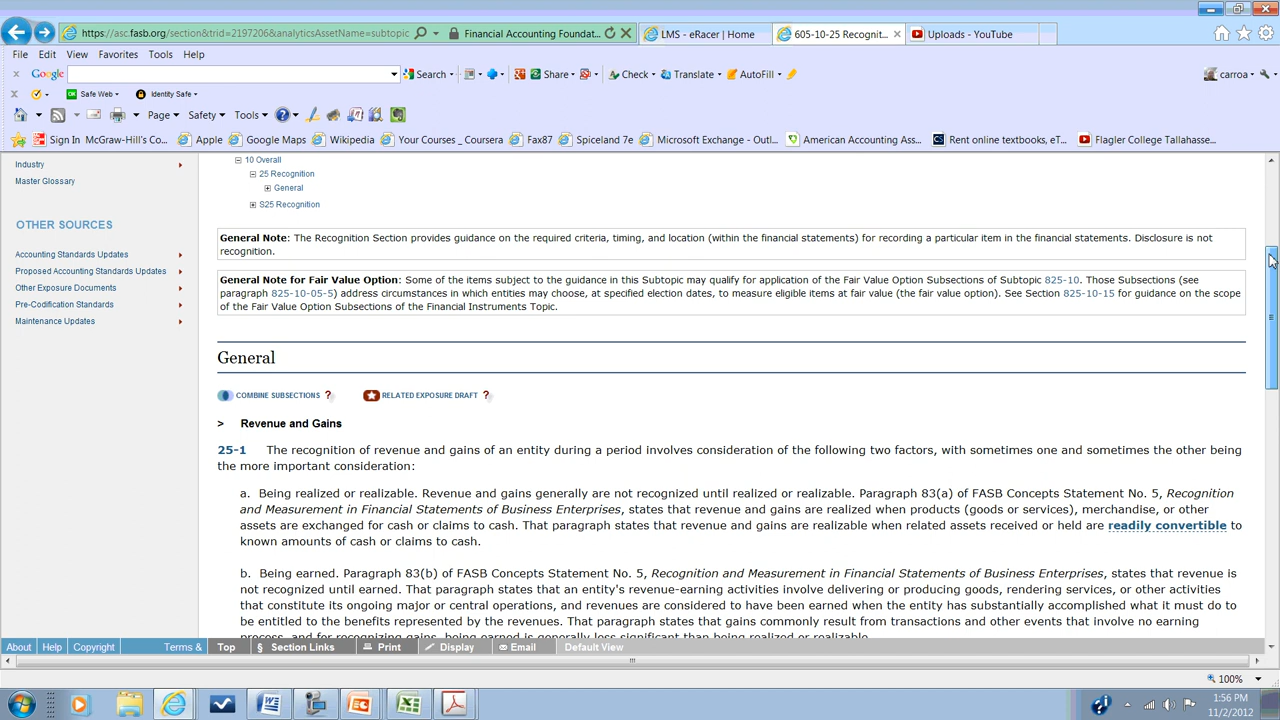 https://asc.fasb.org/section&trid=2197206&analyticsAssetName=subtopic
Financial Accounting Foundat...
LMS - eRacer | Home
605-10-25 Recognit...
Uploads - YouTube
File Edit View Favorites Tools Help
Google Search Share Check Translate AutoFill carroa
OK Safe Web Identity Safe
Page Safety Tools
Sign In McGraw-Hill's Co... Apple Google Maps Wikipedia Your Courses _ Coursera Fax87 Spiceland 7e Microsoft Exchange - Outl... American Accounting Ass... CS Rent online textbooks, eT... Flagler College Tallahasse...
Industry
Master Glossary
OTHER SOURCES
Accounting Standards Updates
Proposed Accounting Standards Updates
Other Exposure Documents
Pre-Codification Standards
Maintenance Updates
10 Overall
25 Recognition
General
S25 Recognition
General Note: The Recognition Section provides guidance on the required criteria, timing, and location (within the financial statements) for recording a particular item in the financial statements. Disclosure is not
recognition.
General Note for Fair Value Option: Some of the items subject to the guidance in this Subtopic may qualify for application of the Fair Value Option Subsections of Subtopic 825-10. Those Subsections (see
paragraph 825-10-05-5) address circumstances in which entities may choose, at specified election dates, to measure eligible items at fair value (the fair value option). See Section 825-10-15 for guidance on the scope
of the Fair Value Option Subsections of the Financial Instruments Topic.
General
COMBINE SUBSECTIONS ? RELATED EXPOSURE DRAFT ?
> Revenue and Gains
25-1 The recognition of revenue and gains of an entity during a period involves consideration of the following two factors, with sometimes one and sometimes the other being
the more important consideration:
a. Being realized or realizable. Revenue and gains generally are not recognized until realized or realizable. Paragraph 83(a) of FASB Concepts Statement No. 5, Recognition
and Measurement in Financial Statements of Business Enterprises, states that revenue and gains are realized when products (goods or services), merchandise, or other
assets are exchanged for cash or claims to cash. That paragraph states that revenue and gains are realizable when related assets received or held are readily convertible to
known amounts of cash or claims to cash.
b. Being earned. Paragraph 83(b) of FASB Concepts Statement No. 5, Recognition and Measurement in Financial Statements of Business Enterprises, states that revenue is
not recognized until earned. That paragraph states that an entity's revenue-earning activities involve delivering or producing goods, rendering services, or other activities
that constitute its ongoing major or central operations, and revenues are considered to have been earned when the entity has substantially accomplished what it must do to
be entitled to the benefits represented by the revenues. That paragraph states that gains commonly result from transactions and other events that involve no earning
process, and for recognizing gains, being earned is generally less significant than being realized or realizable.
About Help Copyright Terms & Top § Section Links Print Display Email Default View
100%
1:56 PM
11/2/2012